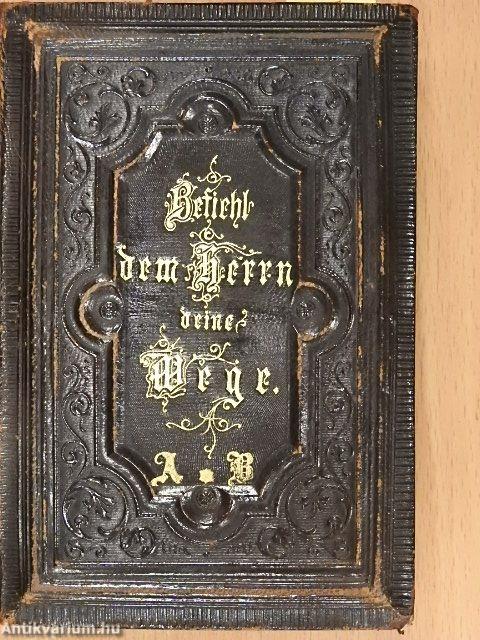 Befiehl
dem Herrn
deine
Wege.
A * B
Antikvarium.hu